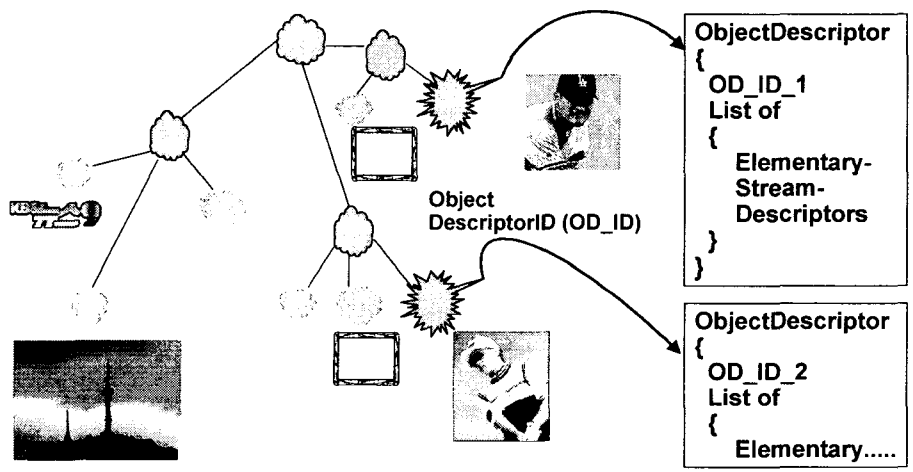 ObjectDescriptor
{
OD_ID_1
List of
{
Elementary-
Stream-
Descriptors
}
}
Object
DescriptorID (OD_ID)
ObjectDescriptor
{
OD_ID_2
List of
{
Elementary.....